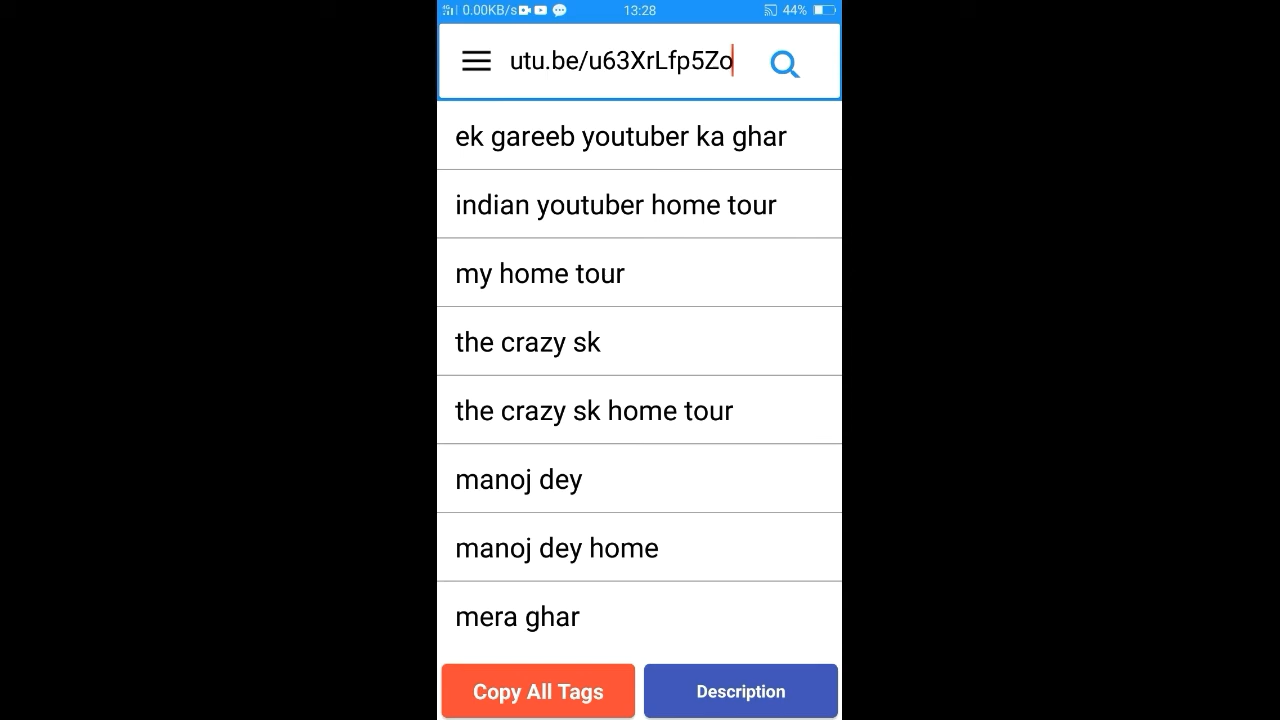 0.00KB/s 13:28 44%
utu.be/u63XrLfp5Zo
ek gareeb youtuber ka ghar
indian youtuber home tour
my home tour
the crazy sk
the crazy sk home tour
manoj dey
manoj dey home
mera ghar
Copy All Tags Description